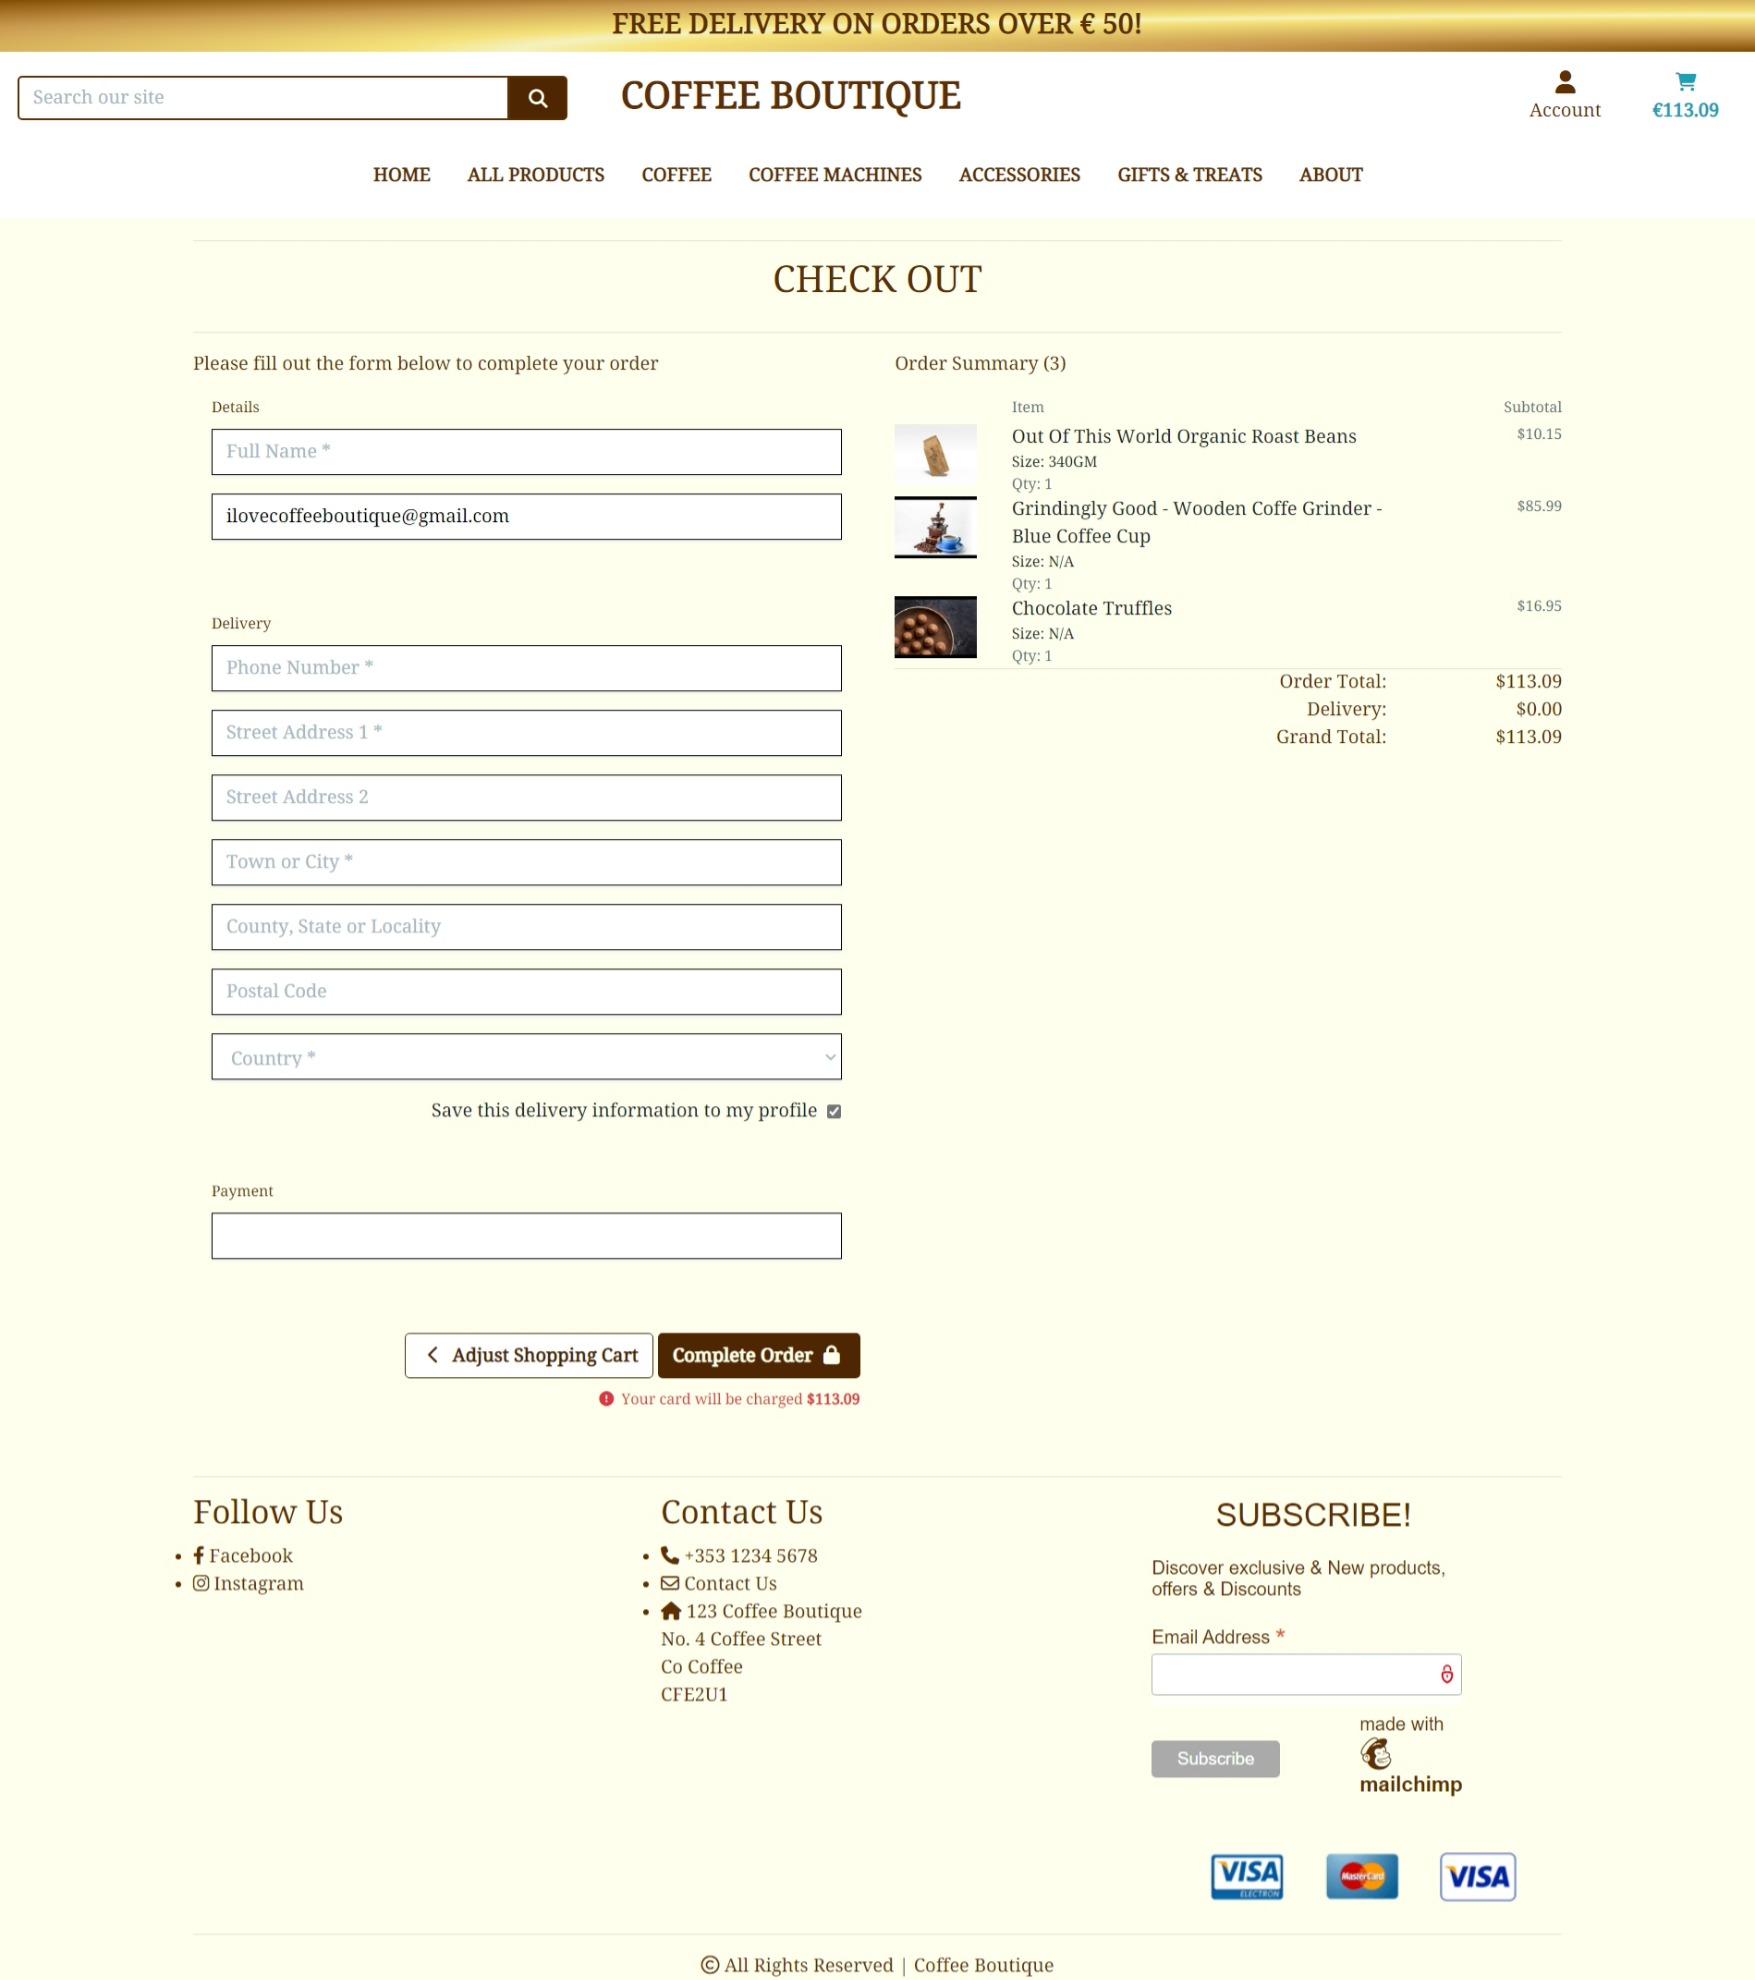 FREE DELIVERY ON ORDERS OVER € 50!
Search our site
COFFEE BOUTIQUE
Account
€113.09
HOME ALL PRODUCTS COFFEE COFFEE MACHINES ACCESSORIES GIFTS & TREATS ABOUT
CHECK OUT
Please fill out the form below to complete your order
Details
Full Name *
ilovecoffeeboutique@gmail.com
Delivery
Phone Number *
Street Address 1 *
Street Address 2
Town or City *
County, State or Locality
Postal Code
Country *
Save this delivery information to my profile
Payment
Adjust Shopping Cart
Complete Order
Your card will be charged $113.09
Order Summary (3)
Item Subtotal
Out Of This World Organic Roast Beans $10.15
Size: 340GM
Qty: 1
Grindingly Good - Wooden Coffe Grinder - $85.99
Blue Coffee Cup
Size: N/A
Qty: 1
Chocolate Truffles $16.95
Size: N/A
Qty: 1
Order Total: $113.09
Delivery: $0.00
Grand Total: $113.09
Follow Us
Facebook
Instagram
Contact Us
+353 1234 5678
Contact Us
123 Coffee Boutique
No. 4 Coffee Street
Co Coffee
CFE2U1
SUBSCRIBE!
Discover exclusive & New products,
offers & Discounts
Email Address *
Subscribe
made with
mailchimp
VISA
ELECTRON
MasterCard
VISA
© All Rights Reserved | Coffee Boutique